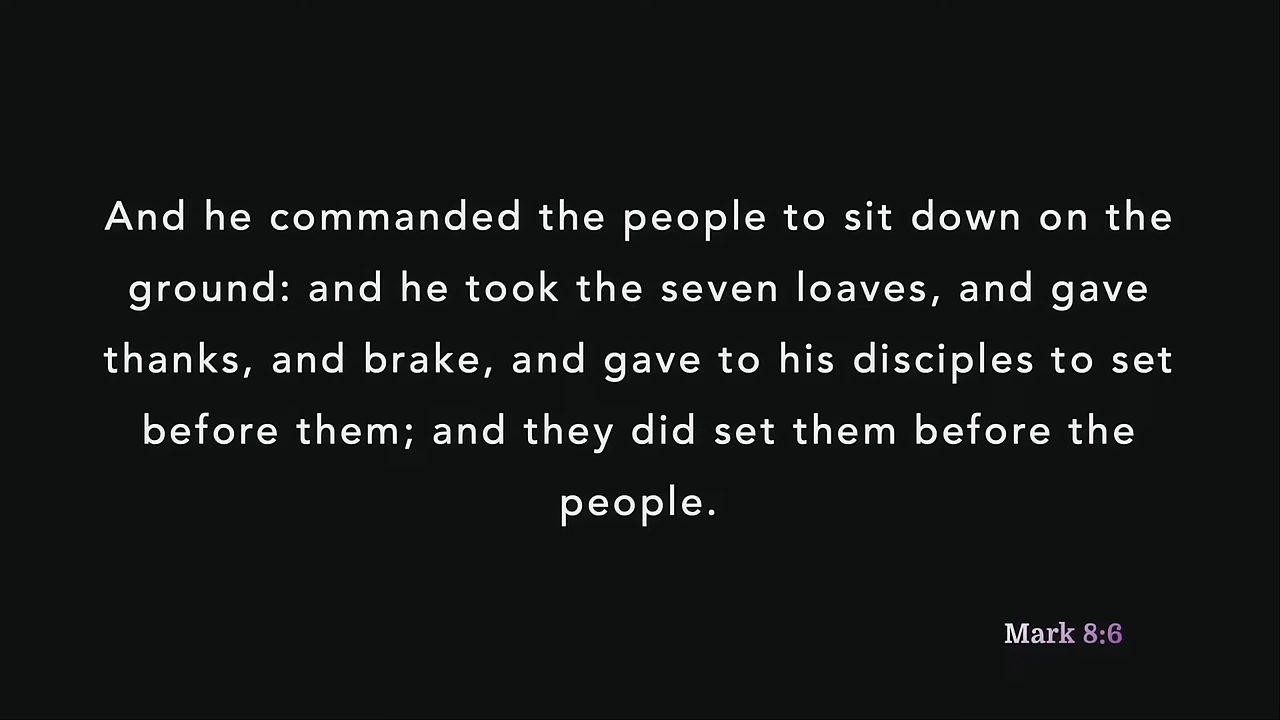 And he commanded the people to sit down on the
ground: and he took the seven loaves, and gave
thanks, and brake, and gave to his disciples to set
before them; and they did set them before the
people.
Mark 8:6